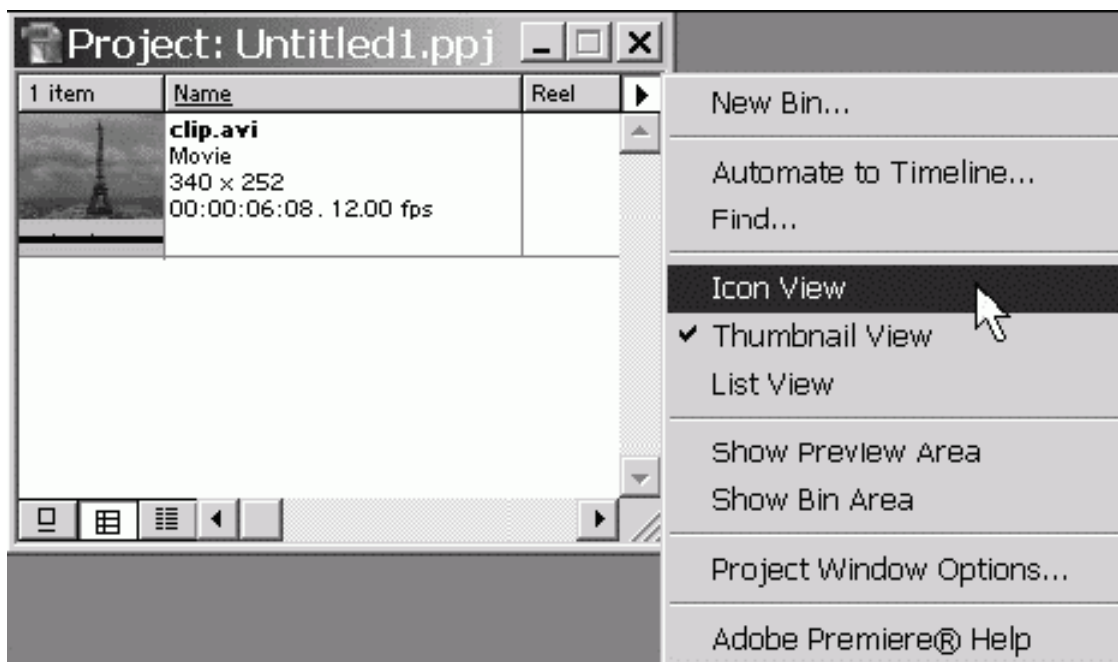 Project: Untitled1.ppj
1 item Name Reel
clip.avi
Movie
340 × 252
00:00:06:08 . 12.00 fps
New Bin...
Automate to Timeline...
Find...
Icon View
Thumbnail View
List View
Show Preview Area
Show Bin Area
Project Window Options...
Adobe Premiere® Help